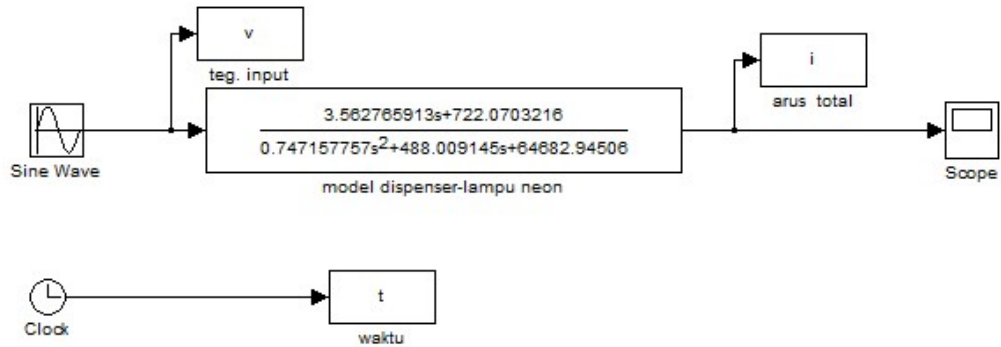 v
teg. input
i
arus total
3.562765913s+722.0703216
0.747157757s²+488.009145s+64682.94506
Sine Wave
model dispenser-lampu neon
Scope
t
Clock
waktu